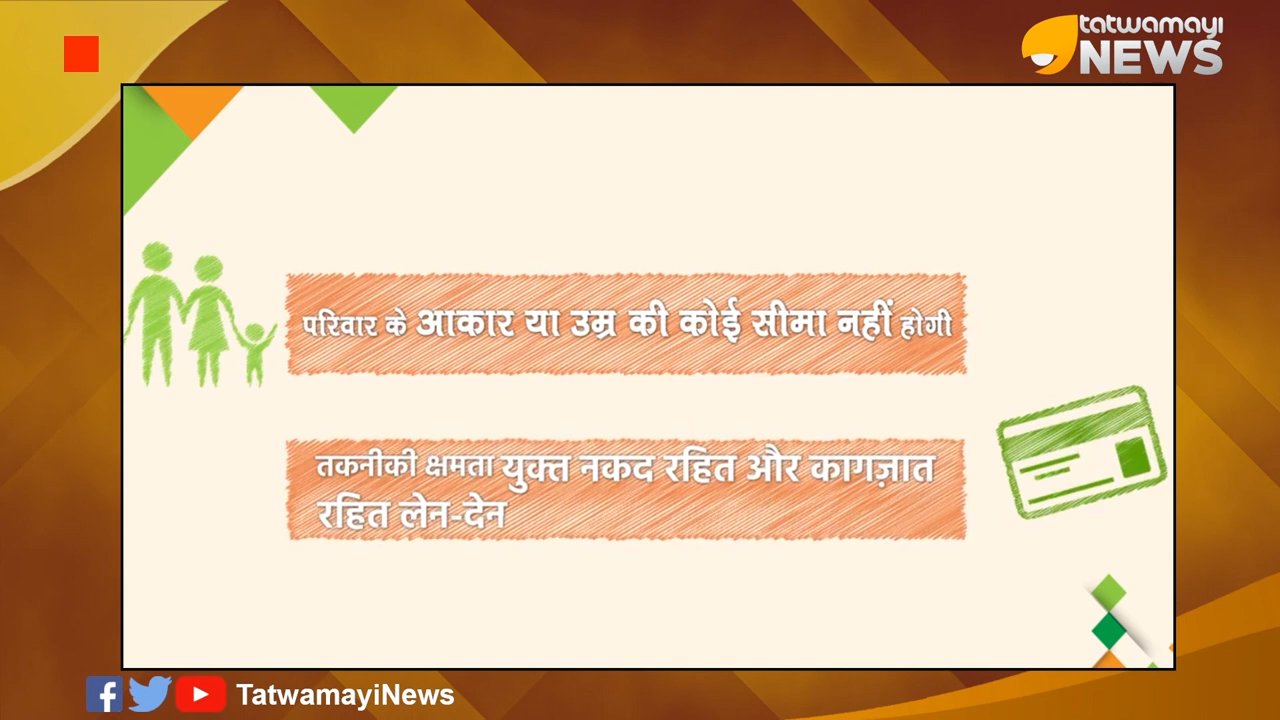 tatwamayi
NEWS
परिवार के आकार या उम्र की कोई सीमा नहीं होगी
तकनीकी क्षमता युक्त नकद रहित और कागज़ात
रहित लेन-देन
TatwamayiNews